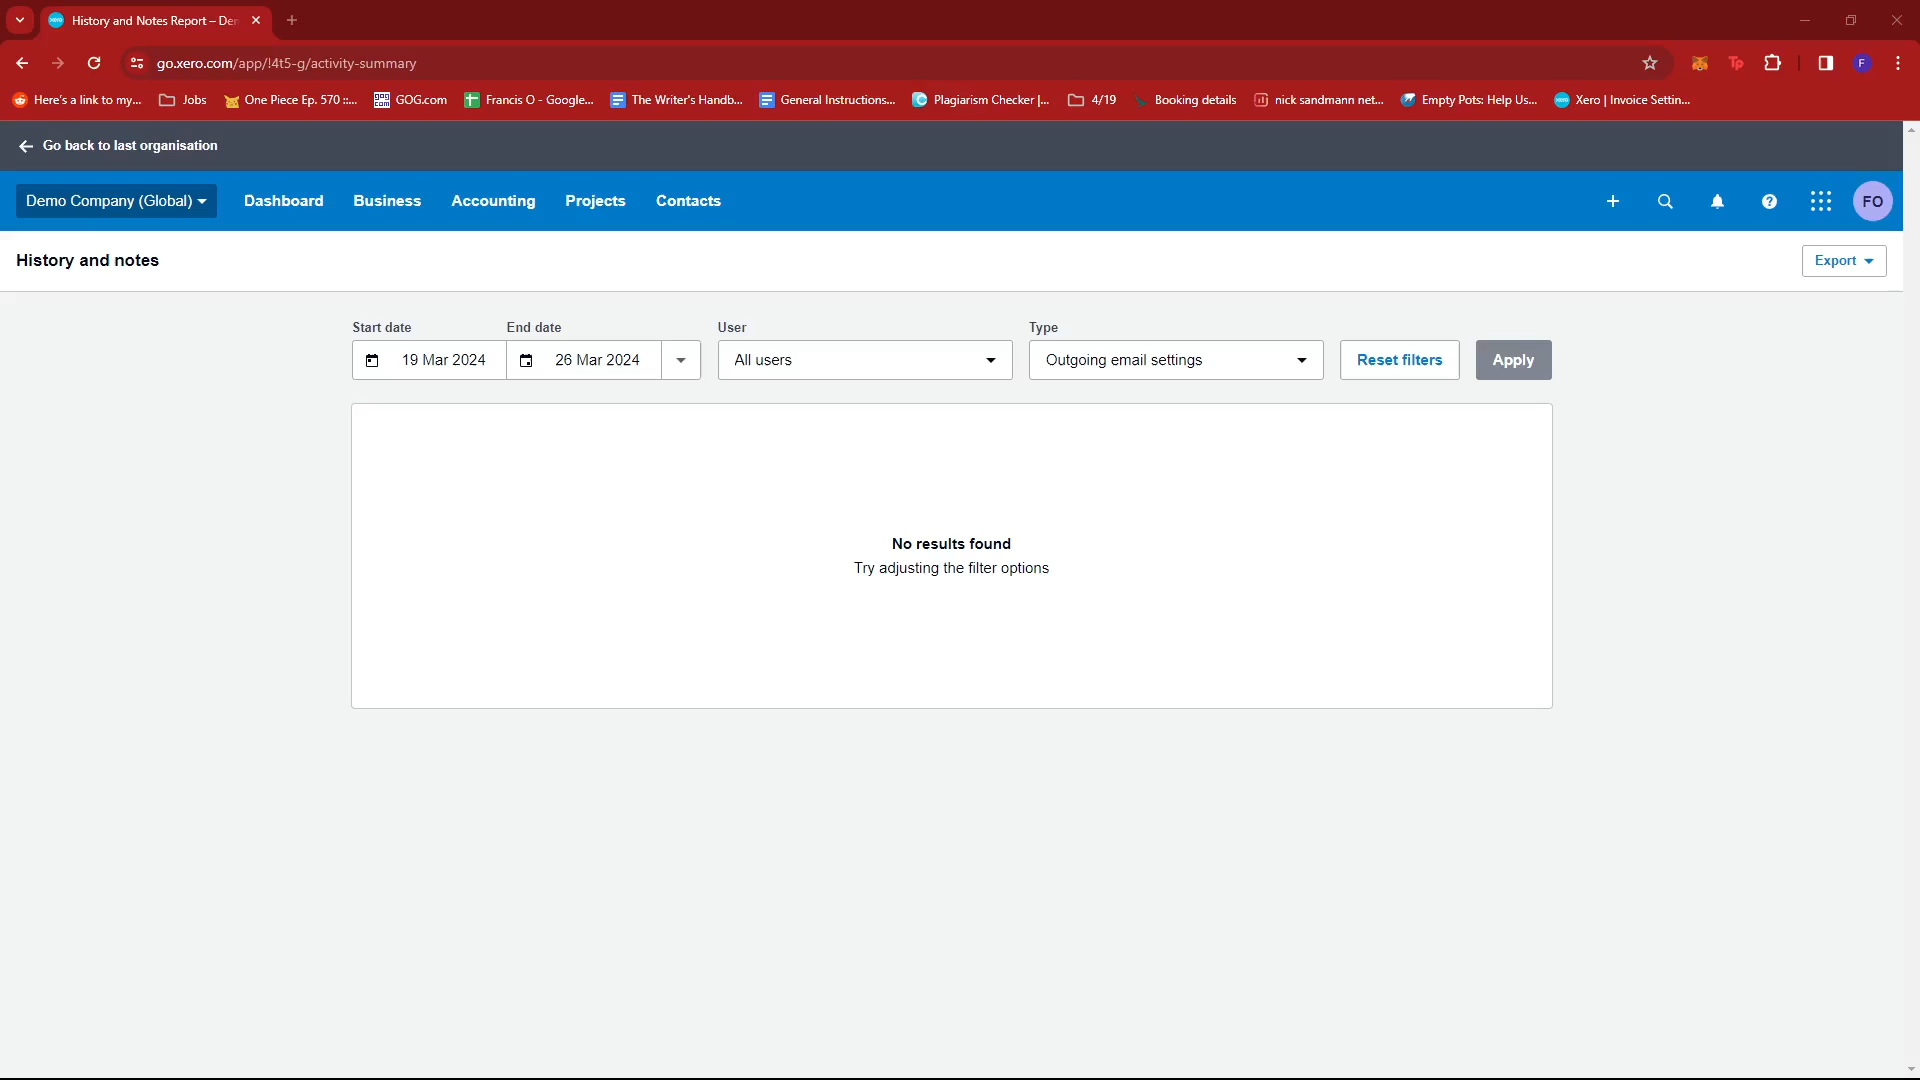 History and Notes Report – Der
go.xero.com/app/!4t5-g/activity-summary
Here's a link to my...
Jobs
One Piece Ep. 570 ::...
GOG.com
Francis O - Google...
The Writer's Handb...
General Instructions...
Plagiarism Checker |...
4/19
Booking details
nick sandmann net...
Empty Pots: Help Us...
Xero | Invoice Settin...
Go back to last organisation
Demo Company (Global)
Dashboard
Business
Accounting
Projects
Contacts
FO
History and notes
Export
Start date
End date
User
Type
19 Mar 2024
26 Mar 2024
All users
Outgoing email settings
Reset filters
Apply
No results found
Try adjusting the filter options